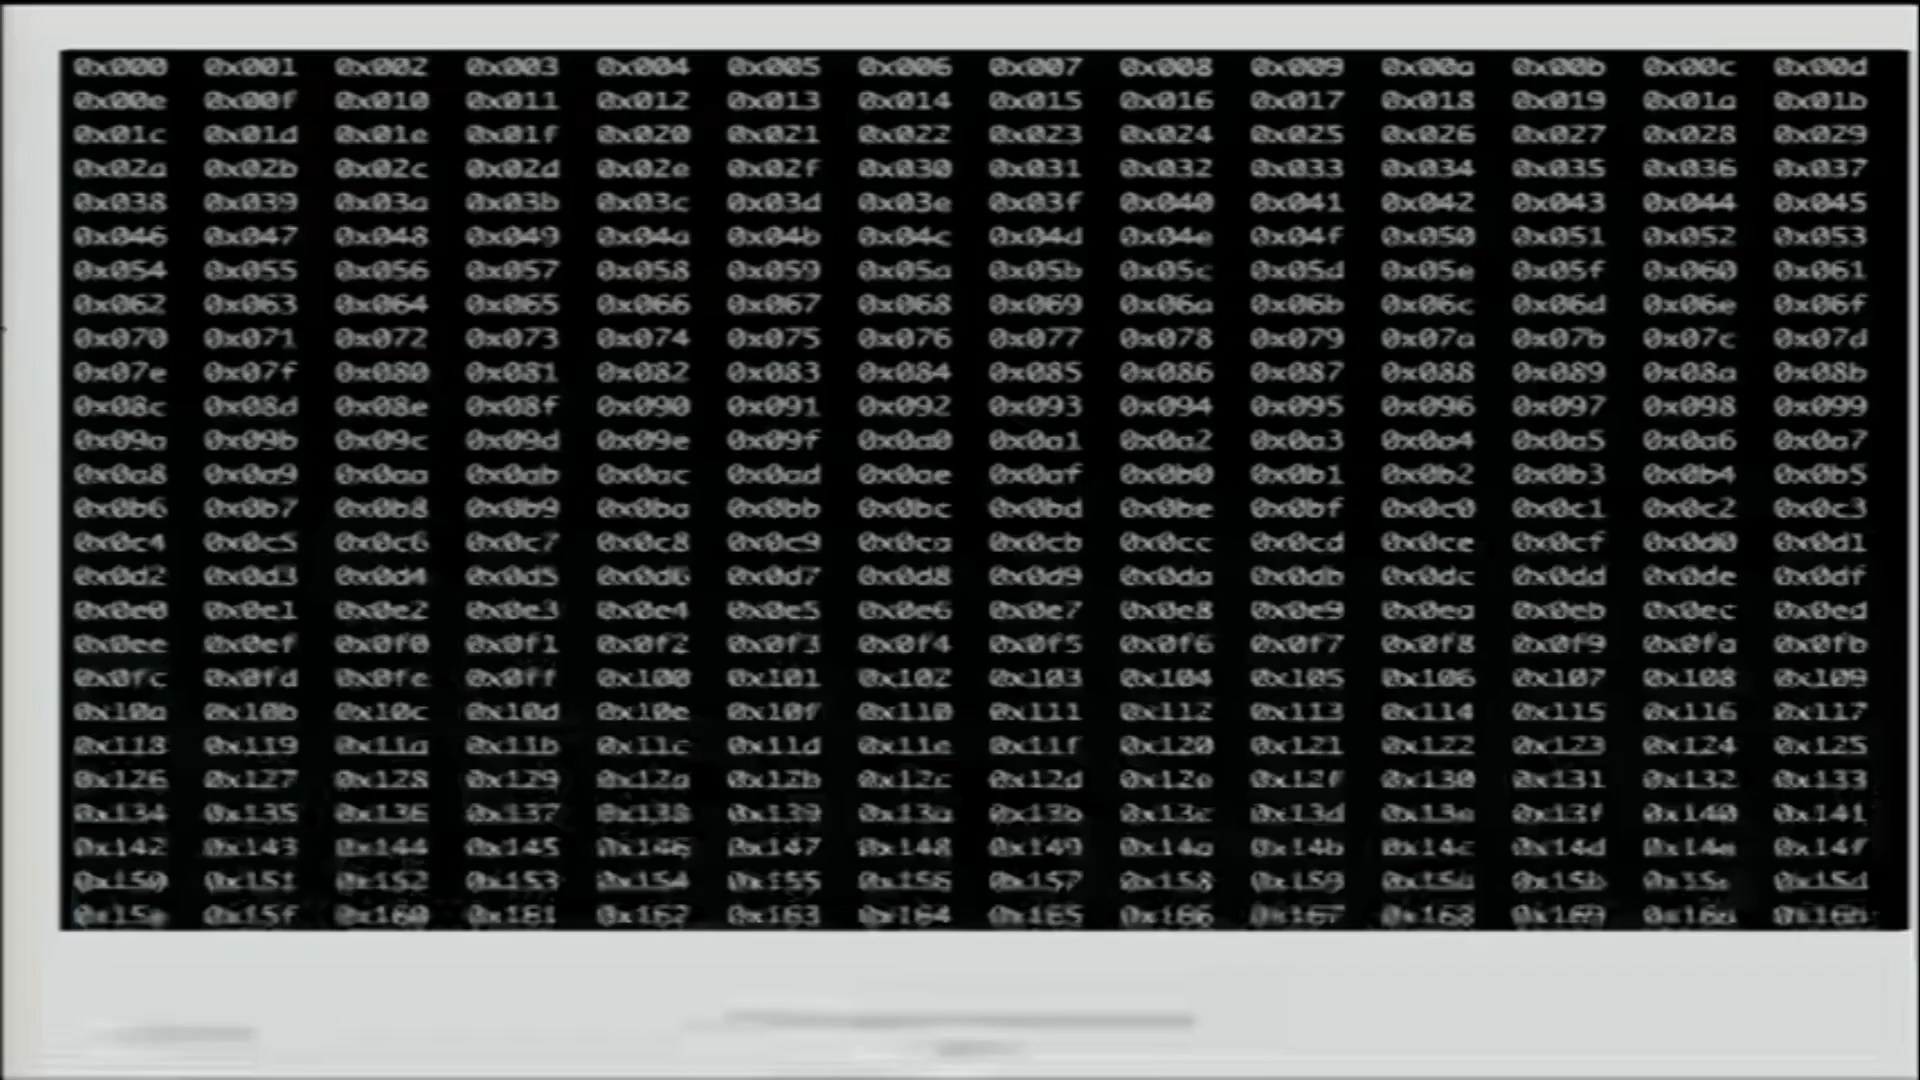 0x000 0x001 0x002 0x003 0x004 0x005 0x006 0x007 0x008 0x009 0x00a 0x00b 0x00c 0x00d
0x00e 0x00f 0x010 0x011 0x012 0x013 0x014 0x015 0x016 0x017 0x018 0x019 0x01a 0x01b
0x01c 0x01d 0x01e 0x01f 0x020 0x021 0x022 0x023 0x024 0x025 0x026 0x027 0x028 0x029
0x02a 0x02b 0x02c 0x02d 0x02e 0x02f 0x030 0x031 0x032 0x033 0x034 0x035 0x036 0x037
0x038 0x039 0x03a 0x03b 0x03c 0x03d 0x03e 0x03f 0x040 0x041 0x042 0x043 0x044 0x045
0x046 0x047 0x048 0x049 0x04a 0x04b 0x04c 0x04d 0x04e 0x04f 0x050 0x051 0x052 0x053
0x054 0x055 0x056 0x057 0x058 0x059 0x05a 0x05b 0x05c 0x05d 0x05e 0x05f 0x060 0x061
0x062 0x063 0x064 0x065 0x066 0x067 0x068 0x069 0x06a 0x06b 0x06c 0x06d 0x06e 0x06f
0x070 0x071 0x072 0x073 0x074 0x075 0x076 0x077 0x078 0x079 0x07a 0x07b 0x07c 0x07d
0x07e 0x07f 0x080 0x081 0x082 0x083 0x084 0x085 0x086 0x087 0x088 0x089 0x08a 0x08b
0x08c 0x08d 0x08e 0x08f 0x090 0x091 0x092 0x093 0x094 0x095 0x096 0x097 0x098 0x099
0x09a 0x09b 0x09c 0x09d 0x09e 0x09f 0x0a0 0x0a1 0x0a2 0x0a3 0x0a4 0x0a5 0x0a6 0x0a7
0x0a8 0x0a9 0x0aa 0x0ab 0x0ac 0x0ad 0x0ae 0x0af 0x0b0 0x0b1 0x0b2 0x0b3 0x0b4 0x0b5
0x0b6 0x0b7 0x0b8 0x0b9 0x0ba 0x0bb 0x0bc 0x0bd 0x0be 0x0bf 0x0c0 0x0c1 0x0c2 0x0c3
0x0c4 0x0c5 0x0c6 0x0c7 0x0c8 0x0c9 0x0ca 0x0cb 0x0cc 0x0cd 0x0ce 0x0cf 0x0d0 0x0d1
0x0d2 0x0d3 0x0d4 0x0d5 0x0d6 0x0d7 0x0d8 0x0d9 0x0da 0x0db 0x0dc 0x0dd 0x0de 0x0df
0x0e0 0x0e1 0x0e2 0x0e3 0x0e4 0x0e5 0x0e6 0x0e7 0x0e8 0x0e9 0x0ea 0x0eb 0x0ec 0x0ed
0x0ee 0x0ef 0x0f0 0x0f1 0x0f2 0x0f3 0x0f4 0x0f5 0x0f6 0x0f7 0x0f8 0x0f9 0x0fa 0x0fb
0x0fc 0x0fd 0x0fe 0x0ff 0x100 0x101 0x102 0x103 0x104 0x105 0x106 0x107 0x108 0x109
0x10a 0x10b 0x10c 0x10d 0x10e 0x10f 0x110 0x111 0x112 0x113 0x114 0x115 0x116 0x117
0x118 0x119 0x11a 0x11b 0x11c 0x11d 0x11e 0x11f 0x120 0x121 0x122 0x123 0x124 0x125
0x126 0x127 0x128 0x129 0x12a 0x12b 0x12c 0x12d 0x12e 0x12f 0x130 0x131 0x132 0x133
0x134 0x135 0x136 0x137 0x138 0x139 0x13a 0x13b 0x13c 0x13d 0x13e 0x13f 0x140 0x141
0x142 0x143 0x144 0x145 0x146 0x147 0x148 0x149 0x14a 0x14b 0x14c 0x14d 0x14e 0x14f
0x150 0x151 0x152 0x153 0x154 0x155 0x156 0x157 0x158 0x159 0x15a 0x15b 0x15c 0x15d
0x15e 0x15f 0x160 0x161 0x162 0x163 0x164 0x165 0x166 0x167 0x168 0x169 0x16a 0x16b